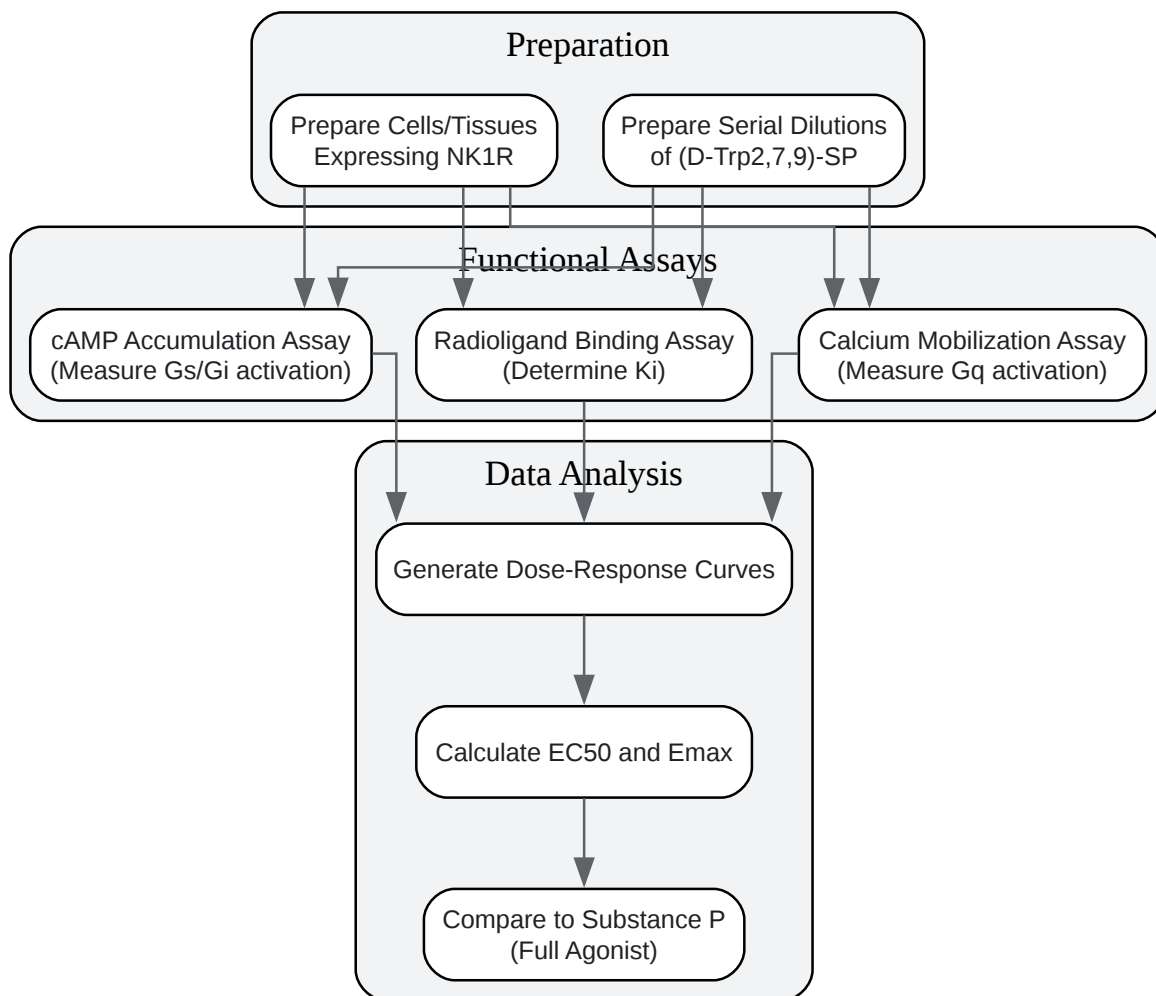 Preparation
Prepare Cells/Tissues
Expressing NK1R
Prepare Serial Dilutions
of (D-Trp2,7,9)-SP
Functional Assays
cAMP Accumulation Assay
(Measure Gs/Gi activation)
Radioligand Binding Assay
(Determine Ki)
Calcium Mobilization Assay
(Measure Gq activation)
Data Analysis
Generate Dose-Response Curves
Calculate EC50 and Emax
Compare to Substance P
(Full Agonist)